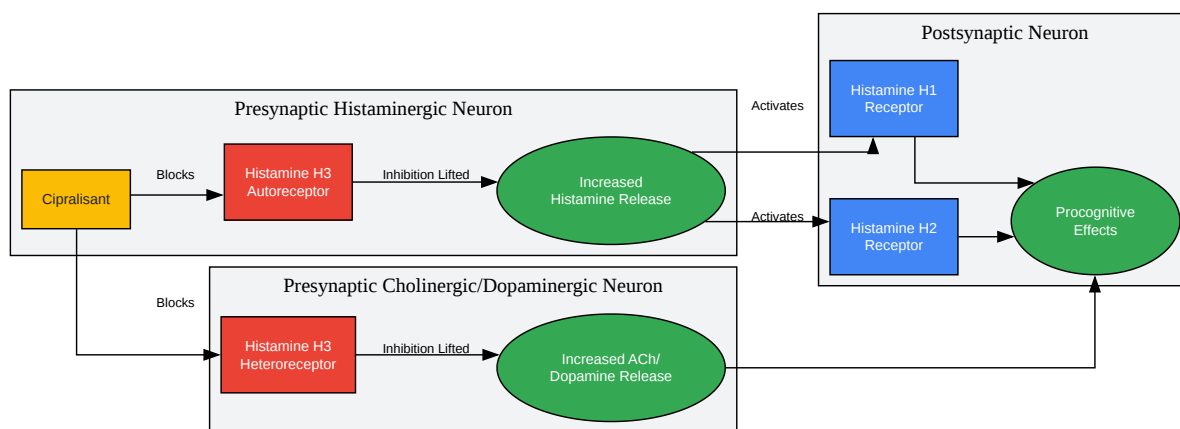 Postsynaptic Neuron
Histamine H1
Receptor
Presynaptic Histaminergic Neuron
Activates
Cipralisant
Blocks
Histamine H3
Autoreceptor
Inhibition Lifted
Increased
Histamine Release
Activates
Histamine H2
Receptor
Procognitive
Effects
Presynaptic Cholinergic/Dopaminergic Neuron
Blocks
Histamine H3
Heteroreceptor
Inhibition Lifted
Increased ACh/
Dopamine Release